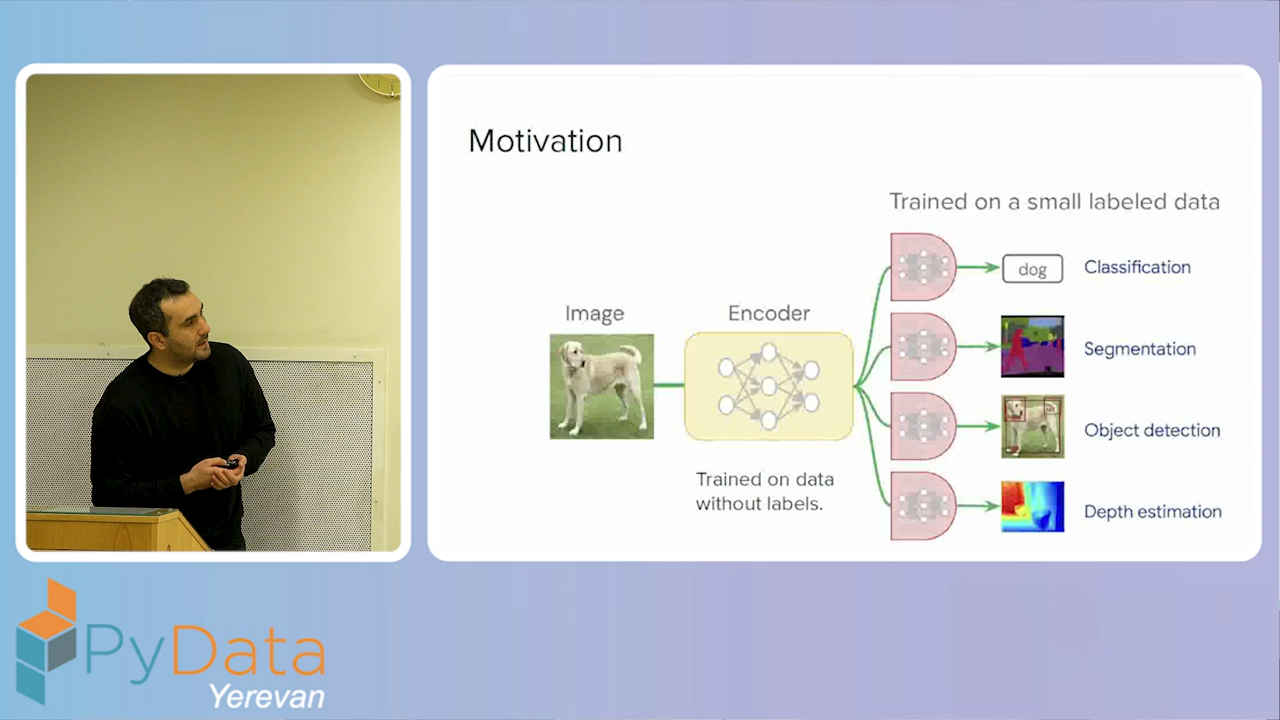 Motivation
Trained on a small labeled data
Image
Encoder
dog
Classification
Segmentation
Object detection
Depth estimation
Trained on data
without labels.
PyData
Yerevan